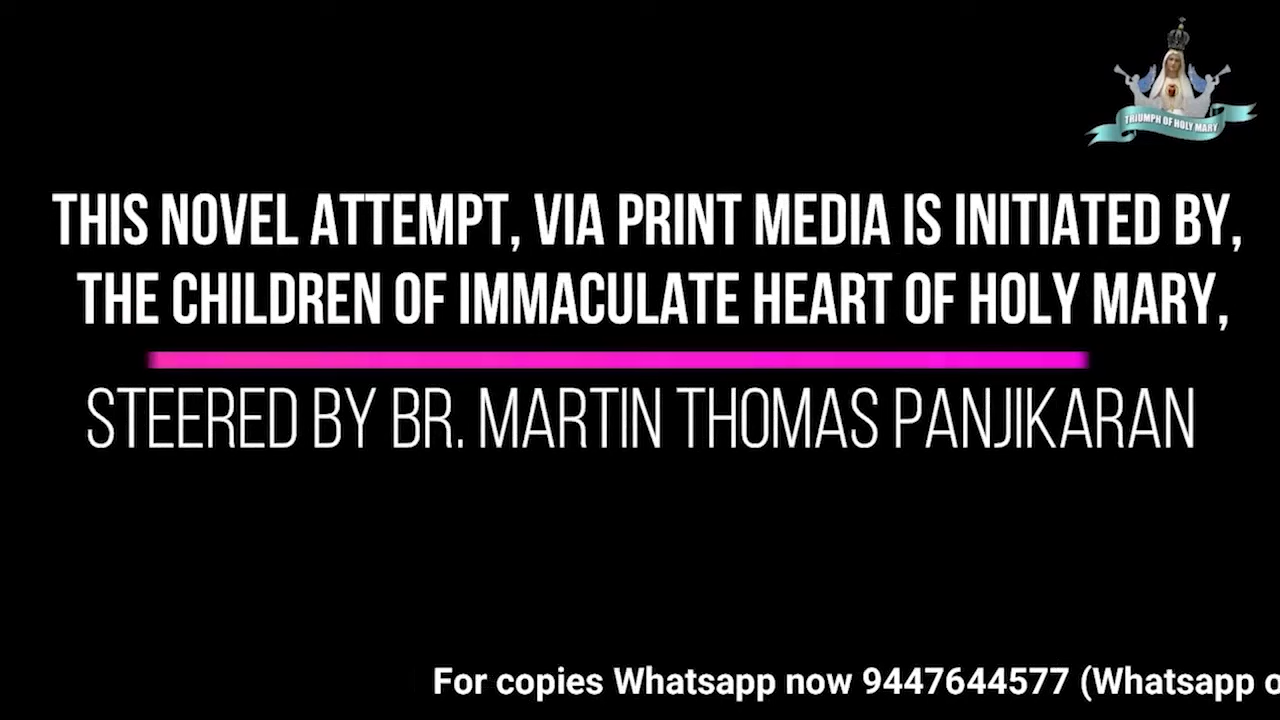 TRIUMPH OF HOLY MARY
THIS NOVEL ATTEMPT, VIA PRINT MEDIA IS INITIATED BY,
THE CHILDREN OF IMMACULATE HEART OF HOLY MARY,
STEERED BY BR. MARTIN THOMAS PANJIKARAN
For copies Whatsapp now 9447644577 (Whatsapp